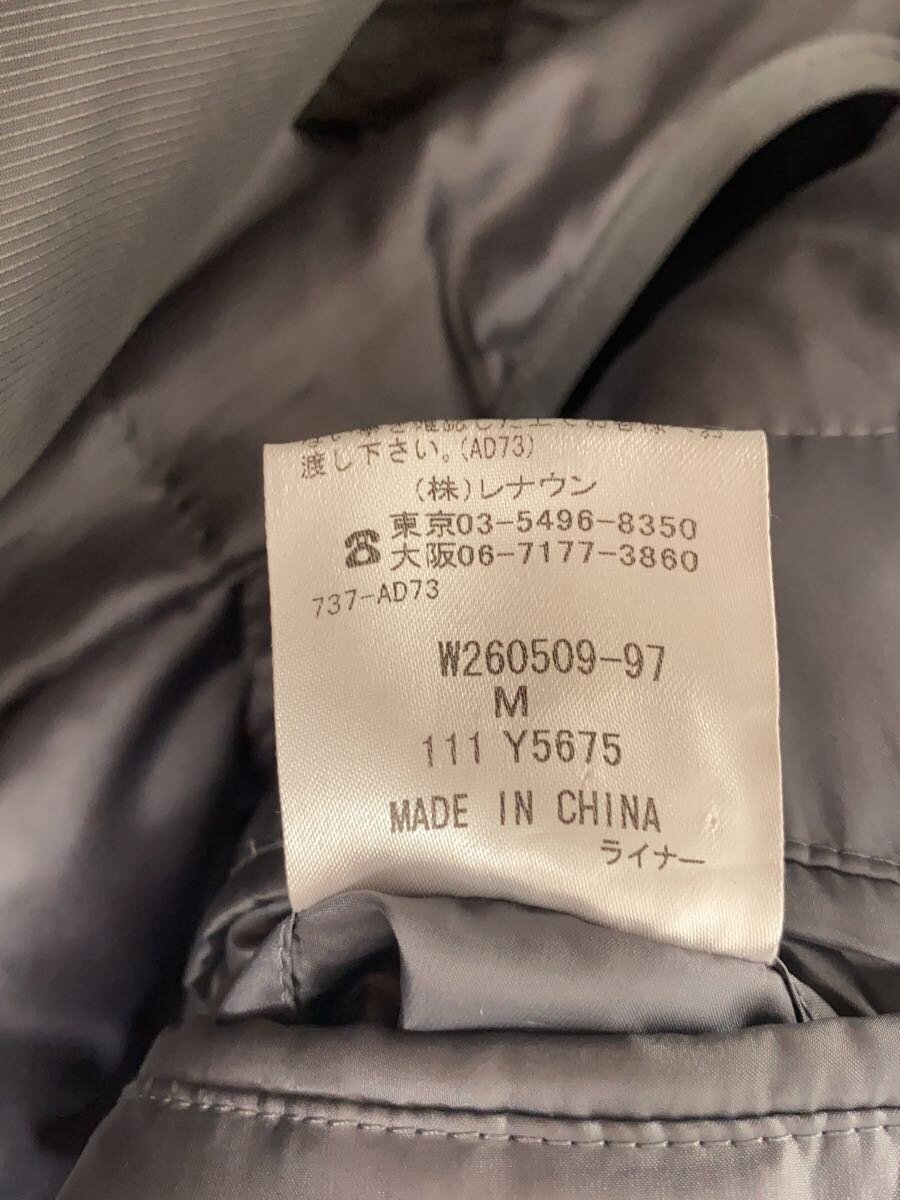 渡し下さい。(AD73)
(株)レナウン
☎東京03-5496-8350
大阪06-7177-3860
737-AD73
W260509-97
M
111 Y5675
MADE IN CHINA
ライナー